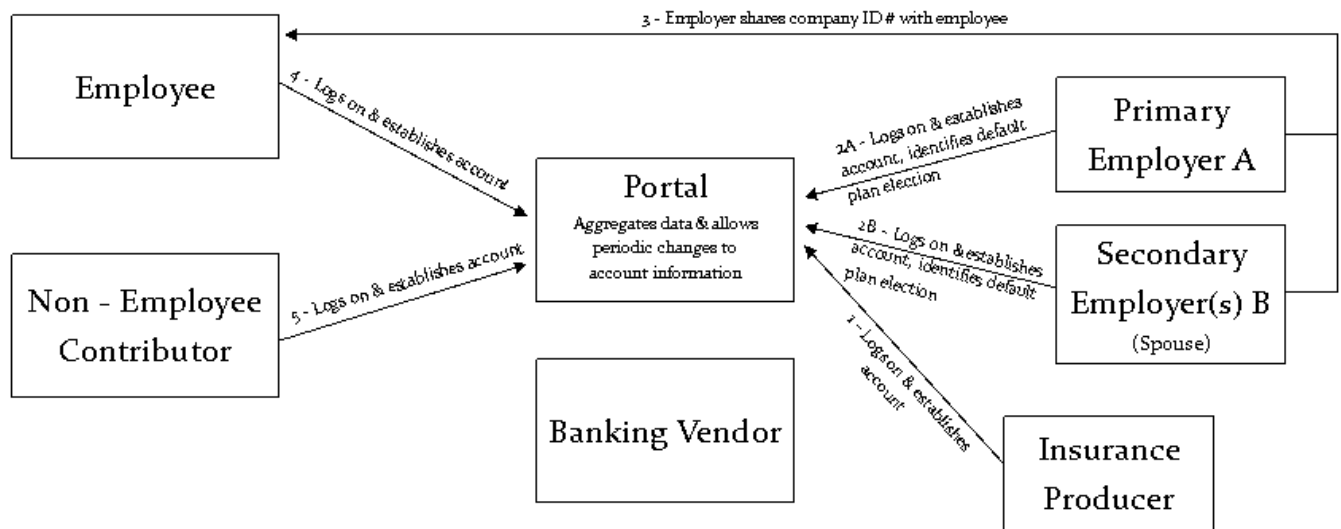 3 - Employer shares company ID # with employee
Employee
4 - Logs on & establishes account
Primary
Employer A
2A - Logs on & establishes
account, identifies default
plan election
Portal
Aggregates data & allows
periodic changes to
account information
2B - Logs on & establishes
account, identifies default
plan election
Secondary
Employer(s) B
(Spouse)
Non - Employee
Contributor
5 - Logs on & establishes account
1 - Logs on & establishes
account
Banking Vendor
Insurance
Producer